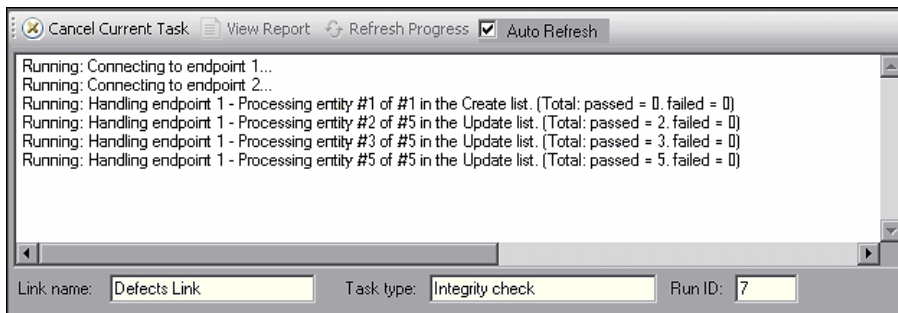 Cancel Current Task View Report Refresh Progress Auto Refresh
Running: Connecting to endpoint 1...
Running: Connecting to endpoint 2...
Running: Handling endpoint 1 - Processing entity #1 of #1 in the Create list. (Total: passed = 0. failed = 0)
Running: Handling endpoint 1 - Processing entity #2 of #5 in the Update list. (Total: passed = 2. failed = 0)
Running: Handling endpoint 1 - Processing entity #3 of #5 in the Update list. (Total: passed = 3. failed = 0)
Running: Handling endpoint 1 - Processing entity #5 of #5 in the Update list. (Total: passed = 5. failed = 0)
Link name: Defects Link Task type: Integrity check Run ID: 7